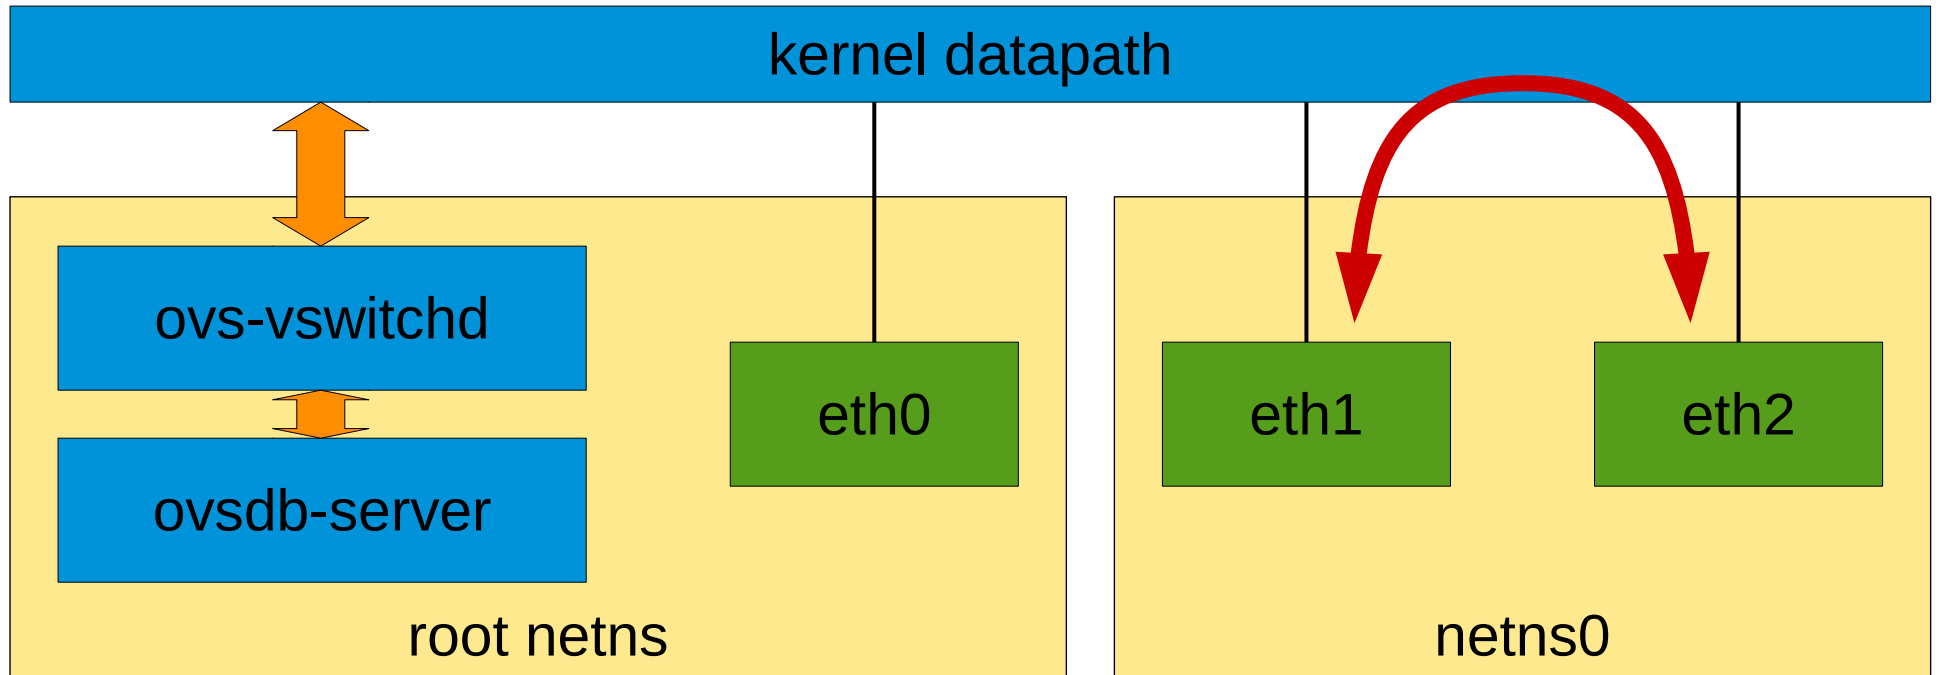 kernel datapath
ovs-vswitchd
eth0
eth1
eth2
ovsdb-server
root netns
netns0